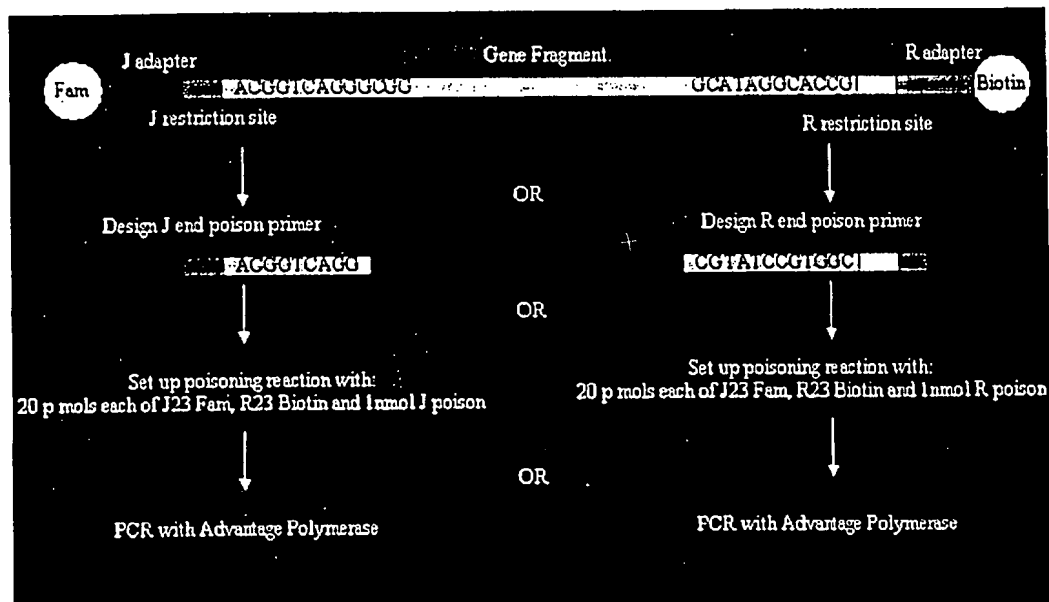 J adapter Gene Fragment. R adapter
Fam ACGGTCAGGGCGG GCATAGGCACCG Biotin
J restriction site R restriction site
OR
Design J end poison primer Design R end poison primer
ACGGTCAGG CGTATCCGTGGC
OR
Set up poisoning reaction with: Set up poisoning reaction with:
20 p mols each of J23 Fam, R23 Biotin and 1nmol J poison 20 p mols each of J23 Fam, R23 Biotin and 1nmol R poison
OR
PCR with Advantage Polymerase PCR with Advantage Polymerase